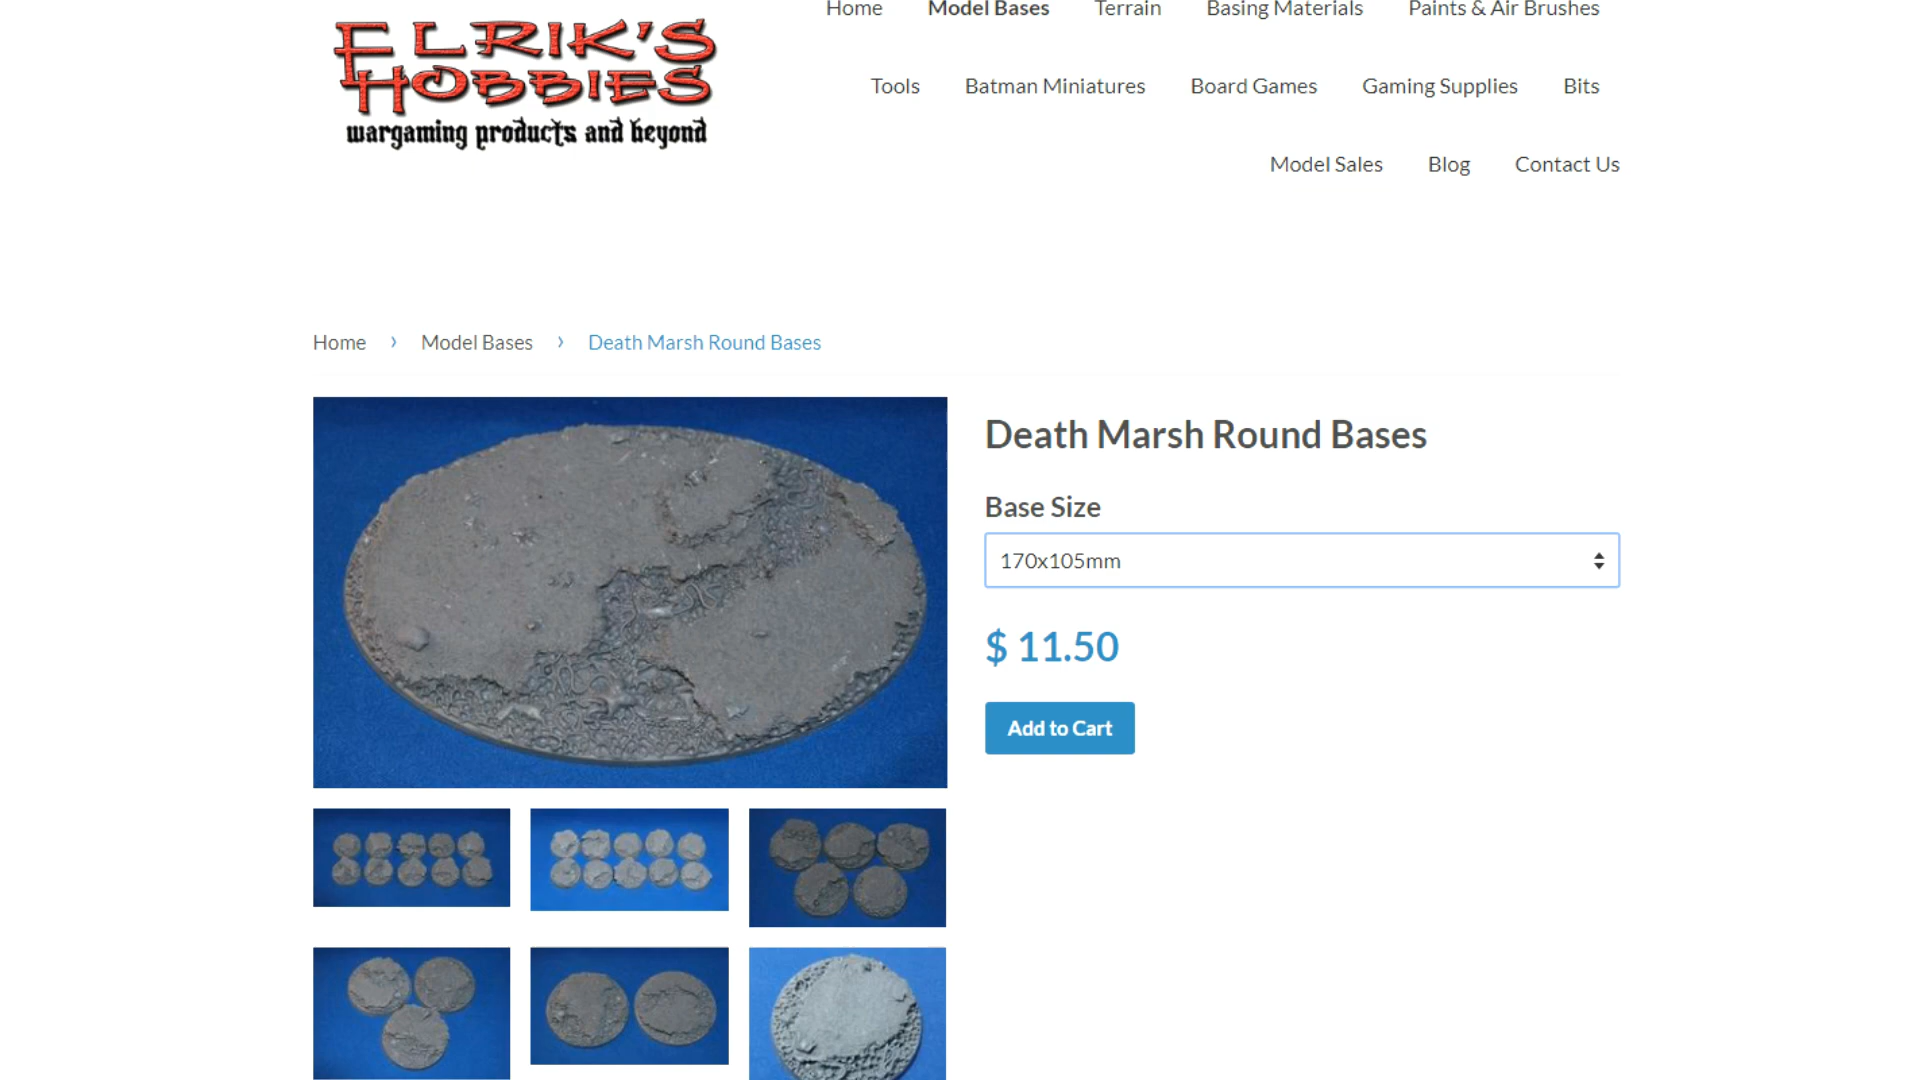 ELRIK'S
HOBBIES
wargaming products and beyond
Home Model Bases Terrain Basing Materials Paints & Air Brushes
Tools Batman Miniatures Board Games Gaming Supplies Bits
Model Sales Blog Contact Us
Home › Model Bases › Death Marsh Round Bases
Death Marsh Round Bases
Base Size
170x105mm
$ 11.50
Add to Cart